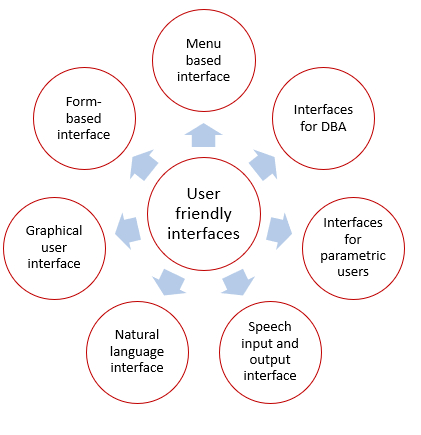 Menu
based
interface
Form-
based
interface
Interfaces
for DBA
User
friendly
interfaces
Graphical
user
interface
Interfaces
for
parametric
users
Natural
language
interface
Speech
input and
output
interface